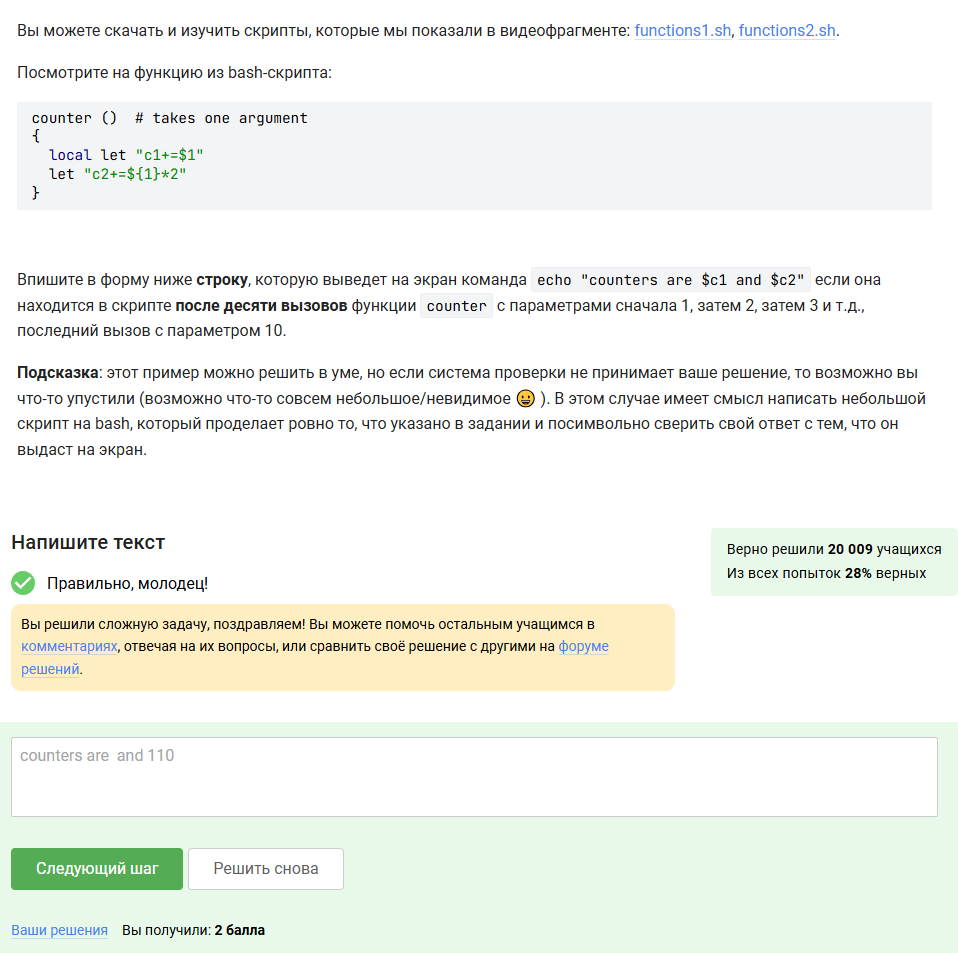 Вы можете скачать и изучить скрипты, которые мы показали в видеофрагменте: functions1.sh, functions2.sh.
Посмотрите на функцию из bash-скрипта:
counter ()  # takes one argument
{
  local let "c1+=$1"
  let "c2+=${1}*2"
}
Впишите в форму ниже строку, которую выведет на экран команда echo "counters are $c1 and $c2" если она
находится в скрипте после десяти вызовов функции counter с параметрами сначала 1, затем 2, затем 3 и т.д.,
последний вызов с параметром 10.
Подсказка: этот пример можно решить в уме, но если система проверки не принимает ваше решение, то возможно вы
что-то упустили (возможно что-то совсем небольшое/невидимое 😀 ). В этом случае имеет смысл написать небольшой
скрипт на bash, который проделает ровно то, что указано в задании и посимвольно сверить свой ответ с тем, что он
выдаст на экран.
Напишите текст
Верно решили 20 009 учащихся
Из всех попыток 28% верных
Правильно, молодец!
Вы решили сложную задачу, поздравляем! Вы можете помочь остальным учащимся в
комментариях, отвечая на их вопросы, или сравнить своё решение с другими на форуме
решений.
counters are  and 110
Следующий шаг
Решить снова
Ваши решения Вы получили: 2 балла